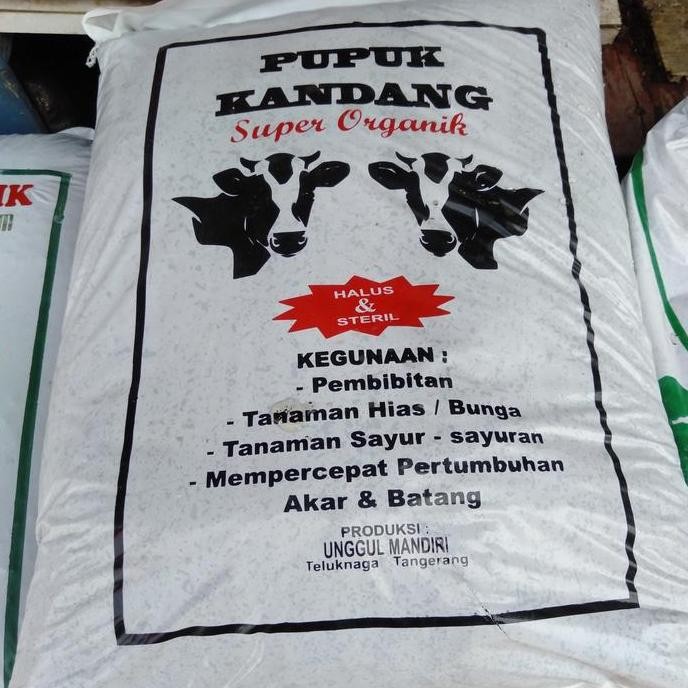 PUPUK
KANDANG
Super Organik
HALUS
&
STERIL
KEGUNAAN :
- Pembibitan
- Tanaman Hias / Bunga
- Tanaman Sayur - sayuran
- Mempercepat Pertumbuhan
Akar & Batang
PRODUKSI :
UNGGUL MANDIRI
Teluknaga Tangerang